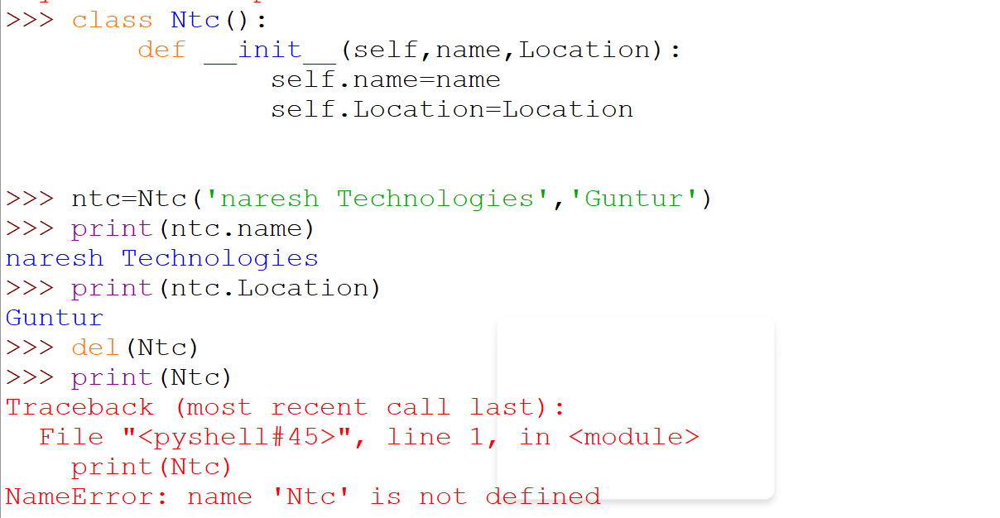 >>> class Ntc():
        def __init__(self,name,Location):
                self.name=name
                self.Location=Location
>>> ntc=Ntc('naresh Technologies','Guntur')
>>> print(ntc.name)
naresh Technologies
>>> print(ntc.Location)
Guntur
>>> del(Ntc)
>>> print(Ntc)
Traceback (most recent call last):
  File "<pyshell#45>", line 1, in <module>
    print(Ntc)
NameError: name 'Ntc' is not defined